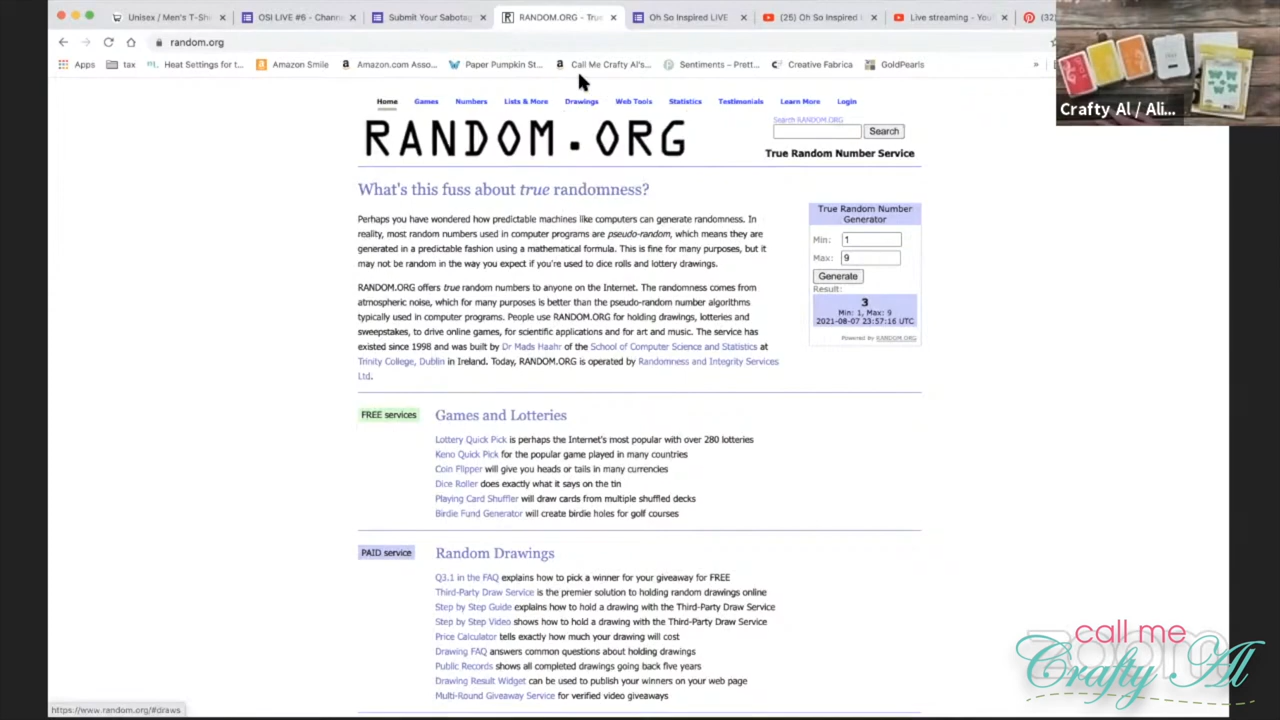 Unisex / Men's T-Sh
OSI LIVE #6 - Chann
Submit Your Sabotag
RANDOM.ORG - Tru
Oh So Inspired LIVE
(25) Oh So Inspired
Live streaming - You
(32)
random.org
Apps
tax
Heat Settings for t...
Amazon Smile
Amazon.com Asso...
Paper Pumpkin St...
Call Me Crafty Al's...
Sentiments – Prett...
Creative Fabrica
GoldPearls
»
Crafty Al / Ali...
Home
Games
Numbers
Lists & More
Drawings
Web Tools
Statistics
Testimonials
Learn More
Login
RANDOM.ORG
Search RANDOM.ORG
Search
True Random Number Service
What's this fuss about true randomness?
Perhaps you have wondered how predictable machines like computers can generate randomness. In
reality, most random numbers used in computer programs are pseudo-random, which means they are
generated in a predictable fashion using a mathematical formula. This is fine for many purposes, but it
may not be random in the way you expect if you're used to dice rolls and lottery drawings.
RANDOM.ORG offers true random numbers to anyone on the Internet. The randomness comes from
atmospheric noise, which for many purposes is better than the pseudo-random number algorithms
typically used in computer programs. People use RANDOM.ORG for holding drawings, lotteries and
sweepstakes, to drive online games, for scientific applications and for art and music. The service has
existed since 1998 and was built by Dr Mads Haahr of the School of Computer Science and Statistics at
Trinity College, Dublin in Ireland. Today, RANDOM.ORG is operated by Randomness and Integrity Services
Ltd.
True Random Number
Generator
Min: 1
Max: 9
Generate
Result:
3
Min: 1, Max: 9
2021-08-07 23:57:16 UTC
Powered by RANDOM.ORG
FREE services
Games and Lotteries
Lottery Quick Pick is perhaps the Internet's most popular with over 280 lotteries
Keno Quick Pick for the popular game played in many countries
Coin Flipper will give you heads or tails in many currencies
Dice Roller does exactly what it says on the tin
Playing Card Shuffler will draw cards from multiple shuffled decks
Birdie Fund Generator will create birdie holes for golf courses
PAID service
Random Drawings
Q3.1 in the FAQ explains how to pick a winner for your giveaway for FREE
Third-Party Draw Service is the premier solution to holding random drawings online
Step by Step Guide explains how to hold a drawing with the Third-Party Draw Service
Step by Step Video shows how to hold a drawing with the Third-Party Draw Service
Price Calculator tells exactly how much your drawing will cost
Drawing FAQ answers common questions about holding drawings
Public Records shows all completed drawings going back five years
Drawing Result Widget can be used to publish your winners on your web page
Multi-Round Giveaway Service for verified video giveaways
https://www.random.org/#draws
call me
zoom
Crafty Al